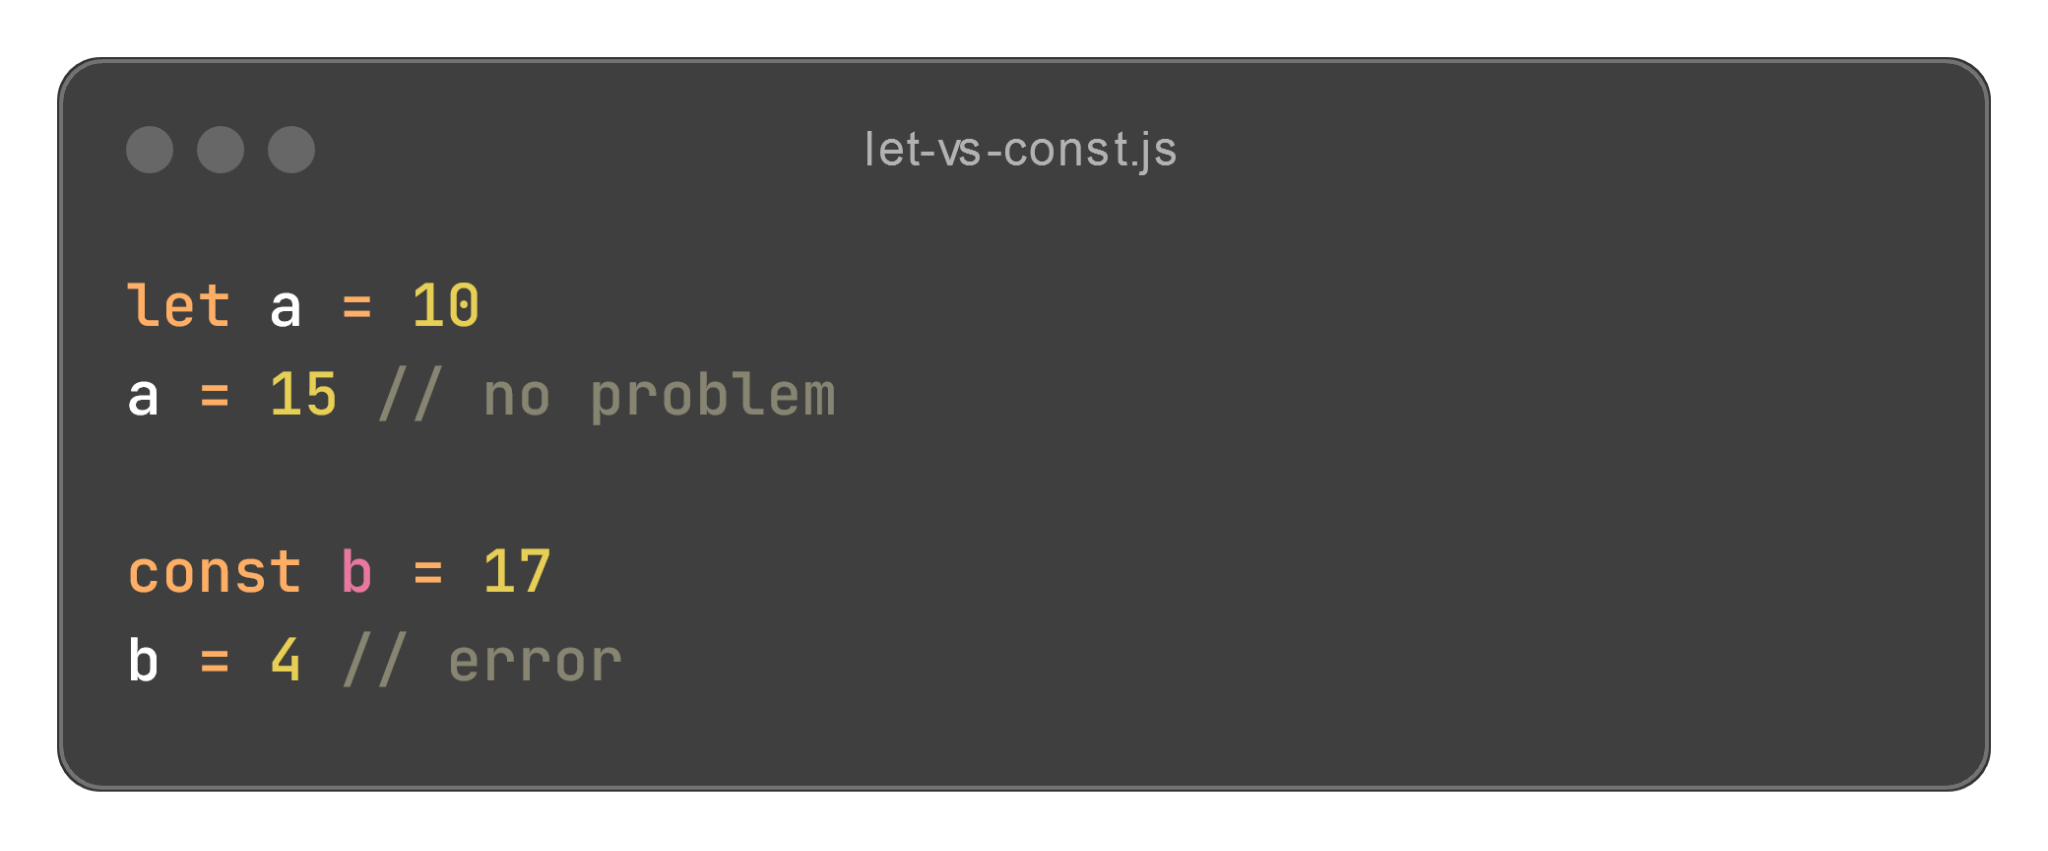 let-vs-const.js
let a = 10
a = 15 // no problem
const b = 17
b = 4 // error